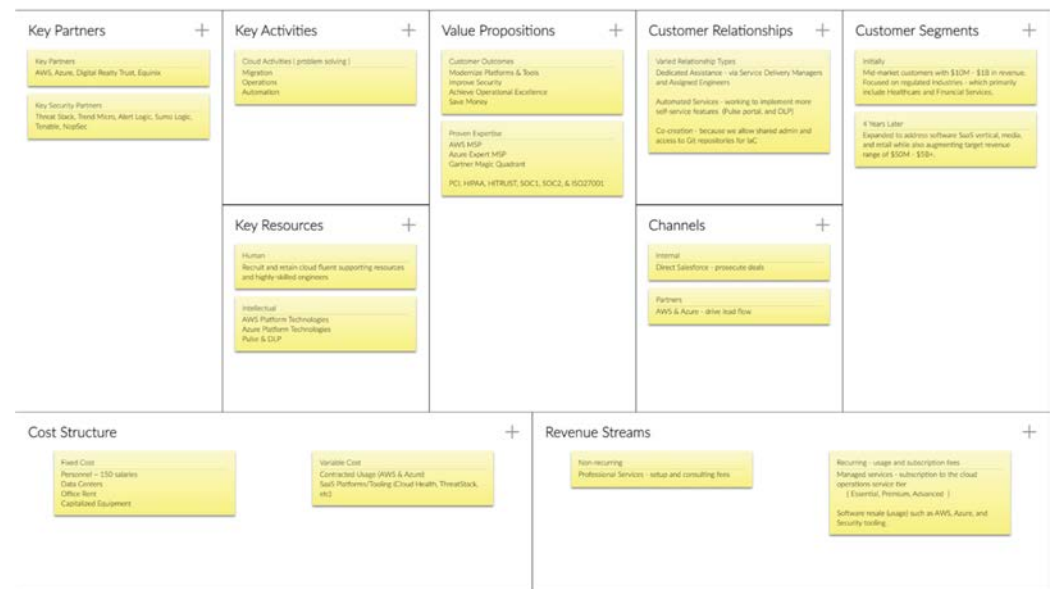 Key Partners
Key Partners
AWS, Azure, Digital Realty Trust, Equinix
Key Security Partners
Threat Stack, Trend Micro, Alert Logic, Sumo Logic,
Tenable, NopSec
Key Activities
Cloud Activities ( problem solving )
Migration
Operations
Automation
Key Resources
Human
Recruit and retain cloud fluent supporting resources
and highly-skilled engineers
Intellectual
AWS Platform Technologies
Azure Platform Technologies
Pulse & DLP
Value Propositions
Customer Outcomes
Modernize Platforms & Tools
Improve Security
Achieve Operational Excellence
Save Money
Proven Expertise
AWS MSP
Azure Expert MSP
Gartner Magic Quadrant
PCI, HIPAA, HITRUST, SOC1, SOC2, & ISO27001
Customer Relationships
Varied Relationship Types
Dedicated Assistance - via Service Delivery Managers
and Assigned Engineers
Automated Services - working to implement more
self-service features (Pulse portal, and DLP)
Co-creation - because we allow shared admin and
access to Git repositories for IaC
Channels
Internal
Direct Salesforce - prosecute deals
Partners
AWS & Azure - drive lead flow
Customer Segments
Initially
Mid-market customers with $10M - $1B in revenue.
Focused on regulated industries - which primarily
include Healthcare and Financial Services.
4 Years Later
Expanded to address software SaaS vertical, media,
and retail while also augmenting target revenue
range of $50M - $5B+.
Cost Structure
Fixed Cost
Personnel ~ 150 salaries
Data Centers
Office Rent
Capitalized Equipment
Variable Cost
Contracted Usage (AWS & Azure)
SaaS Platforms/Tooling (Cloud Health, ThreatStack,
etc)
Revenue Streams
Non-recurring
Professional Services - setup and consulting fees
Recurring - usage and subscription fees
Managed services - subscription to the cloud
operations service tier
( Essential, Premium, Advanced )
Software resale (usage) such as AWS, Azure, and
Security tooling.